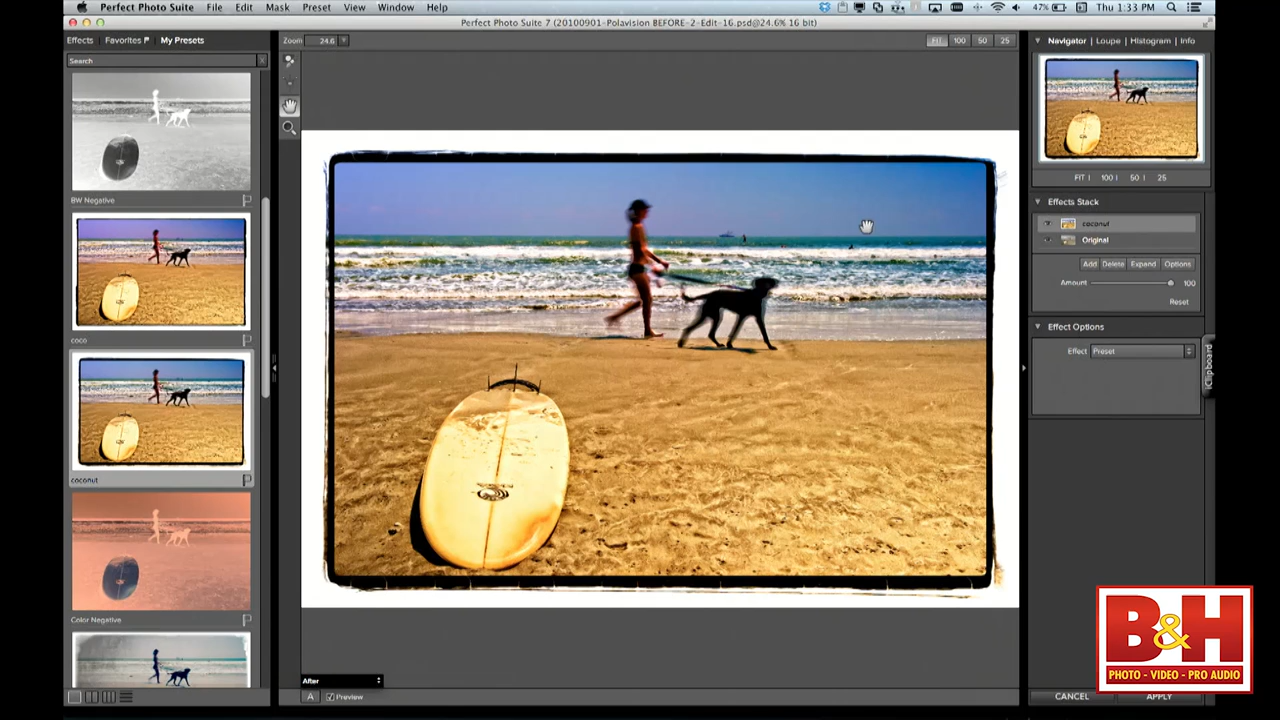 Perfect Photo Suite File Edit Mask Preset View Window Help 47% Thu 1:33 PM
Perfect Photo Suite 7 (20100901-Polavision BEFORE-2-Edit-16.psd@24.6% 16 bit)
Effects Favorites My Presets
Zoom 24.6
FIT 100 50 25
Navigator Loupe Histogram Info
Search
BW Negative
coco
coconut
Color Negative
FIT 100 50 25
Effects Stack
coconut
Original
Add Delete Expand Options
Amount 100
Reset
Effect Options
Effect Preset
iClipboard
After
A Preview
CANCEL APPLY
B&H
PHOTO - VIDEO - PRO AUDIO